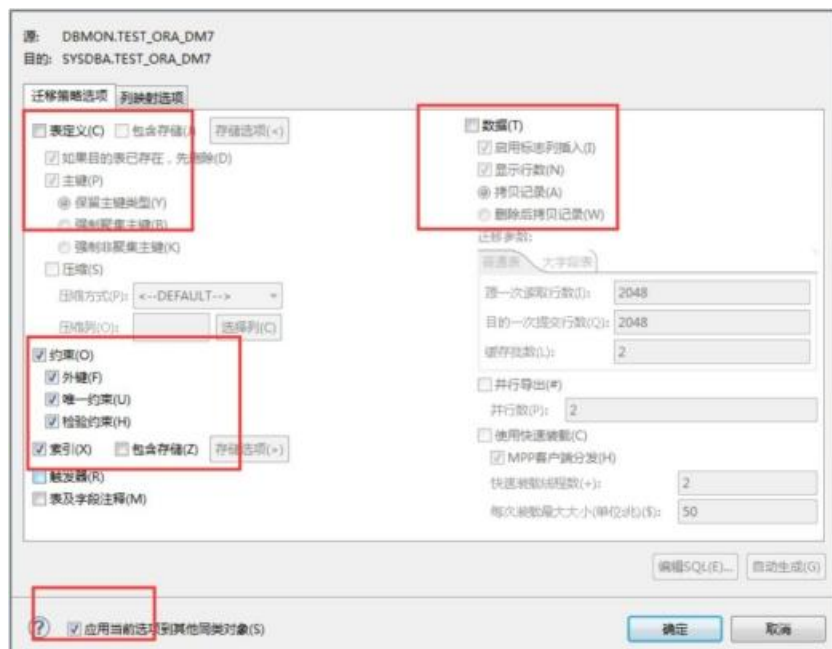 源: DBMON.TEST_ORA_DM7
目的: SYSDBA.TEST_ORA_DM7
迁移策略选项 列映射选项
表定义(C) 包含存储(A 存储选项(<)
如果目的表已存在，先删除(D)
主键(P)
保留主键类型(Y)
强制聚集主键(B)
强制非聚集主键(K)
压缩(S)
压缩方式(P): <--DEFAULT-->
压缩列(O): 选择列(C)
约束(O)
外键(F)
唯一约束(U)
检验约束(H)
索引(X) 包含存储(Z) 存储选项(>)
触发器(R)
表及字段注释(M)
数据(T)
启用标志列插入(I)
显示行数(N)
拷贝记录(A)
删除后拷贝记录(W)
迁移参数:
普通表 大字段表
源一次读取行数(I): 2048
目的一次提交行数(Q): 2048
缓存批数(L): 2
并行导出(#)
并行数(P): 2
使用快速装载(C)
MPP客户端分发(H)
快速装载线程数(+): 2
每次装载最大大小(单位:兆)($): 50
编辑SQL(E)... 自动生成(G)
? 应用当前选项到其他同类对象(S) 确定 取消